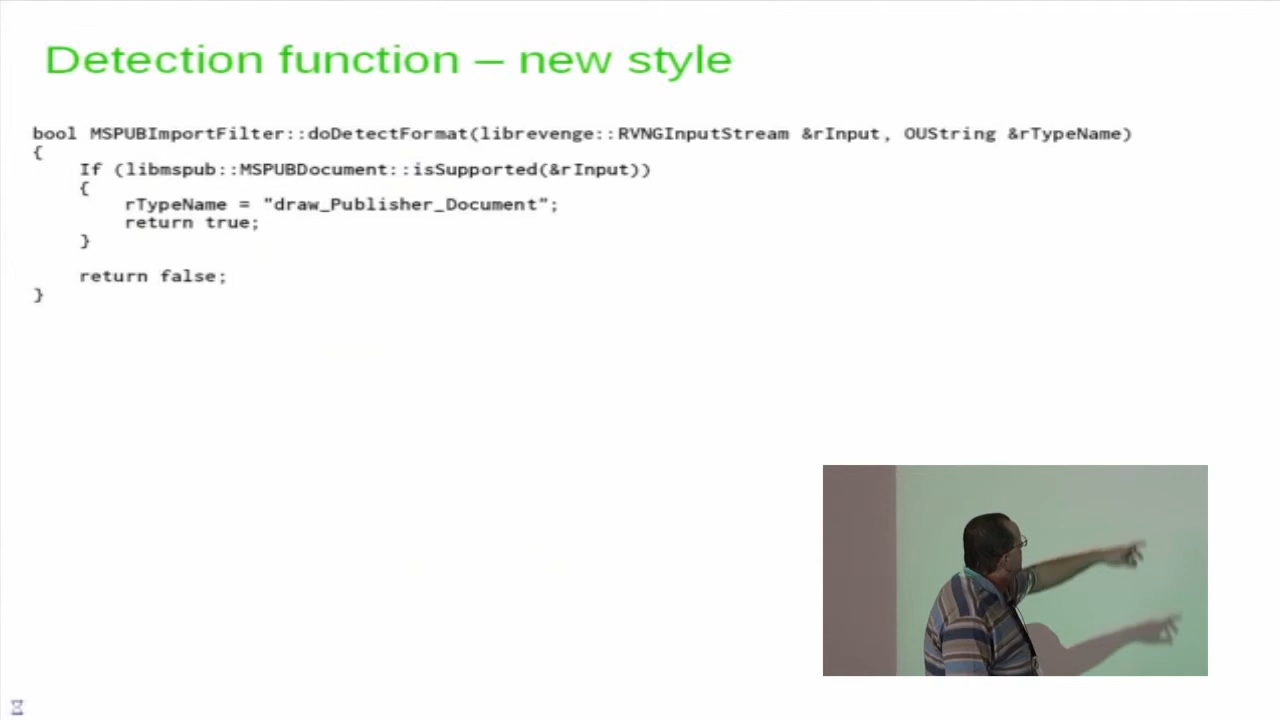 Detection function – new style
bool MSPUBImportFilter::doDetectFormat(librevenge::RVNGInputStream &rInput, OUString &rTypeName)
{
If (libmspub::MSPUBDocument::isSupported(&rInput))
{
rTypeName = "draw_Publisher_Document";
return true;
}
return false;
}